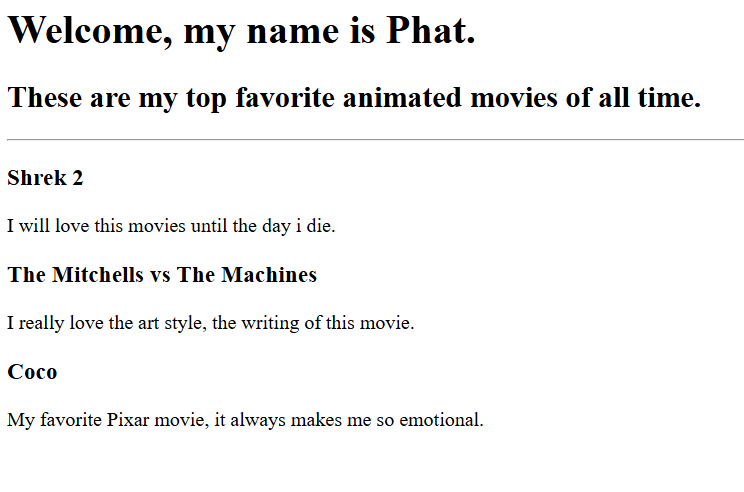 Welcome, my name is Phat.
These are my top favorite animated movies of all time.
Shrek 2
I will love this movies until the day i die.
The Mitchells vs The Machines
I really love the art style, the writing of this movie.
Coco
My favorite Pixar movie, it always makes me so emotional.